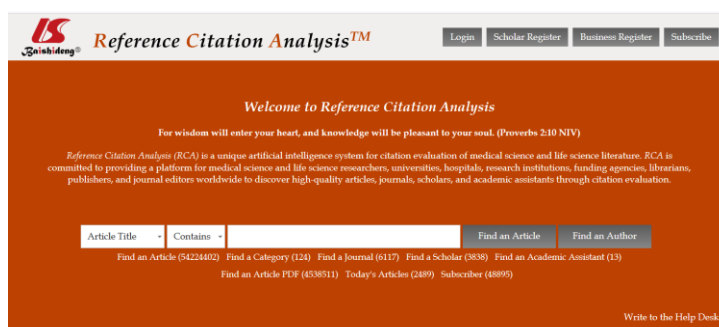 Baishideng®
Reference Citation Analysis™
Login Scholar Register Business Register Subscribe
Welcome to Reference Citation Analysis
For wisdom will enter your heart, and knowledge will be pleasant to your soul. (Proverbs 2:10 NIV)
Reference Citation Analysis (RCA) is a unique artificial intelligence system for citation evaluation of medical science and life science literature. RCA is
committed to providing a platform for medical science and life science researchers, universities, hospitals, research institutions, funding agencies, librarians,
publishers, and journal editors worldwide to discover high-quality articles, journals, scholars, and academic assistants through citation evaluation.
Article Title Contains Find an Article Find an Author
Find an Article (54224402) Find a Category (124) Find a Journal (6117) Find a Scholar (3838) Find an Academic Assistant (13)
Find an Article PDF (4538511) Today's Articles (2489) Subscriber (48895)
Write to the Help Desk